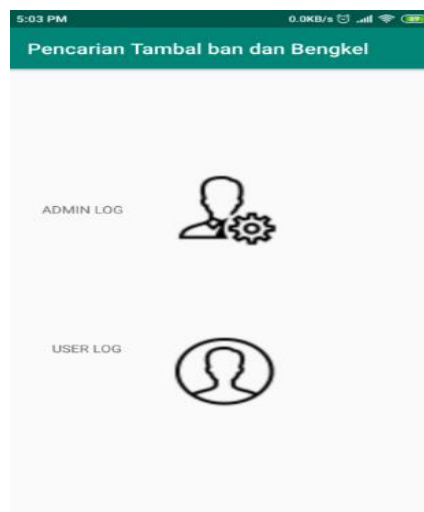 5:03 PM 0.0KB/s
Pencarian Tambal ban dan Bengkel
ADMIN LOG
USER LOG